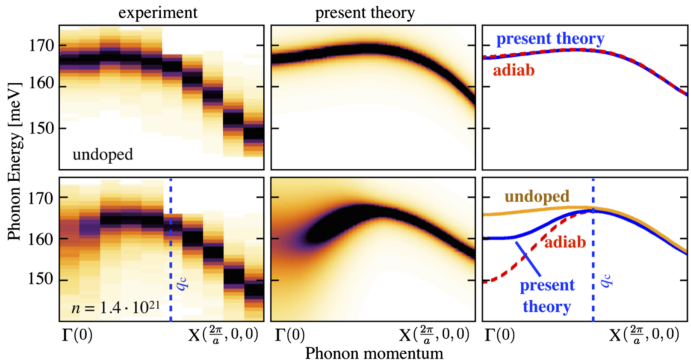 experiment
present theory
Phonon Energy [meV]
170
160
150
undoped
present theory
adiab
170
160
150
n = 1.4 · 10²¹
q_c
undoped
adiab
present
theory
q_c
Γ(0)
X(2π/a, 0, 0)
Γ(0)
X(2π/a, 0, 0)
Γ(0)
X(2π/a, 0, 0)
Phonon momentum